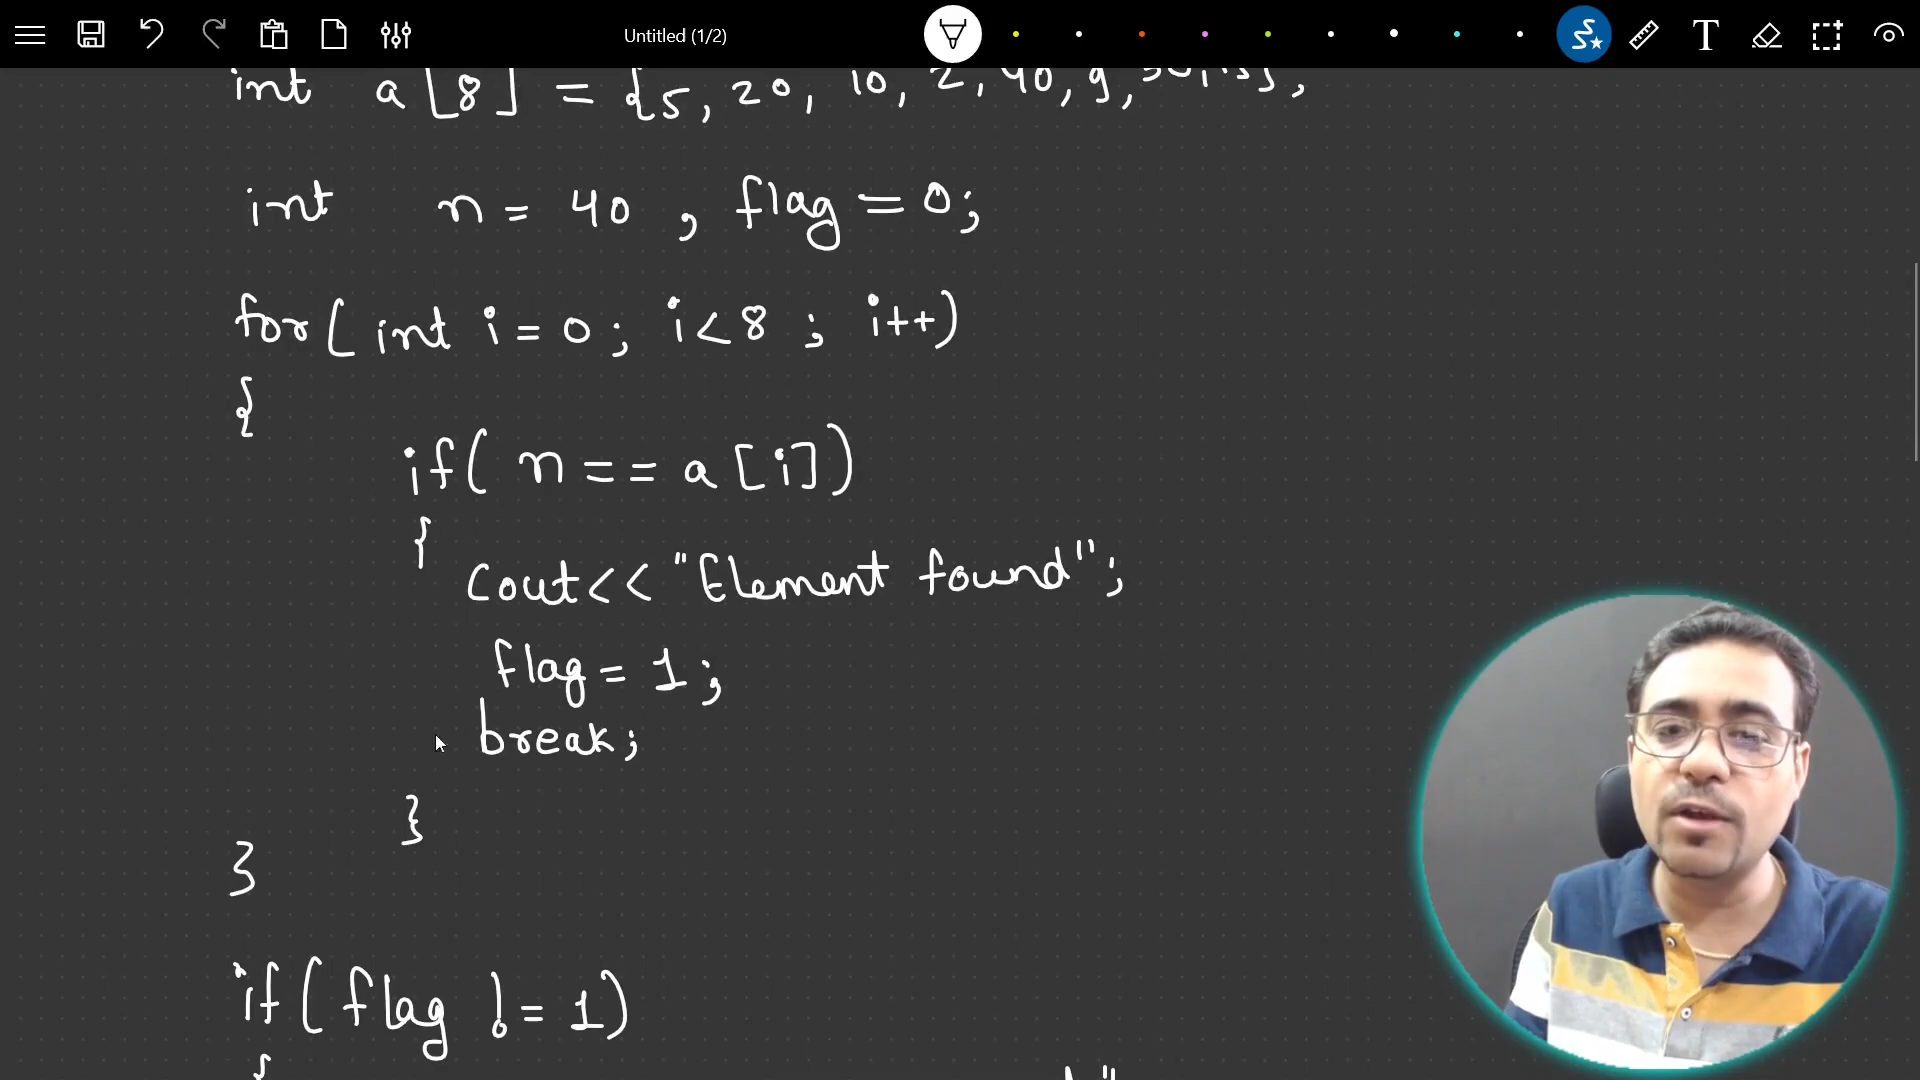 Untitled (1/2)
T
int a[8] = {5, 20, 10, 2, 40, 9,
int n = 40 , flag = 0;
for( int i = 0; i<8 ; i++)
{
if( n == a[i])
{
cout<< "Element found";
flag = 1;
break;
}
}
if( flag != 1)
{